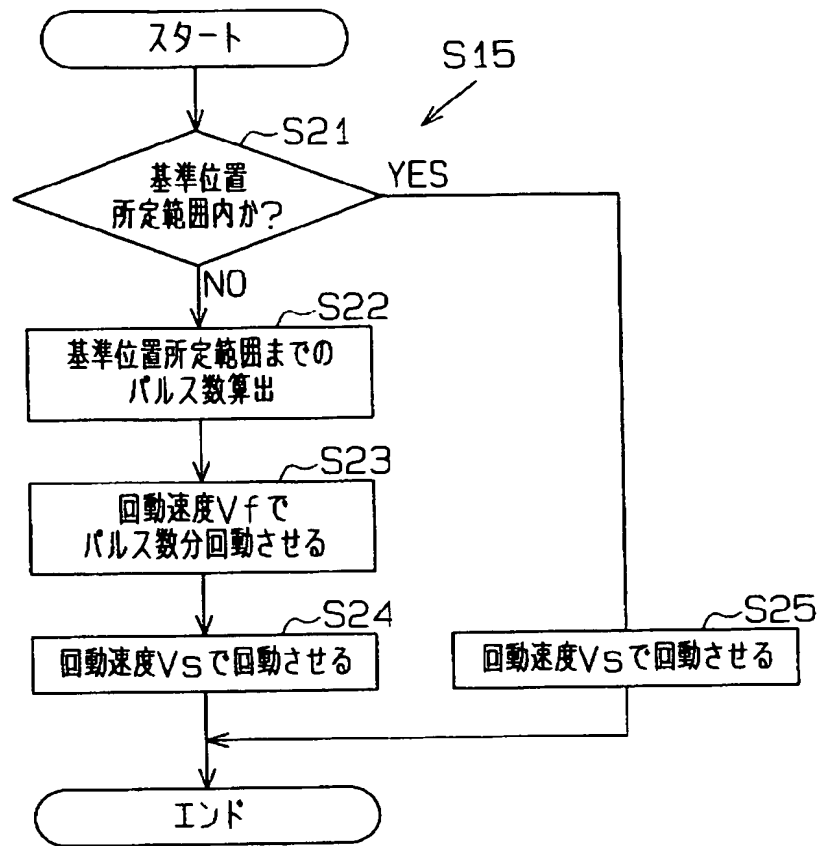 スタート
S15
S21
基準位置
所定範囲内か?
YES
NO
S22
基準位置所定範囲までの
パルス数算出
S23
回動速度Vfで
パルス数分回動させる
S24
回動速度Vsで回動させる
S25
回動速度Vsで回動させる
エンド